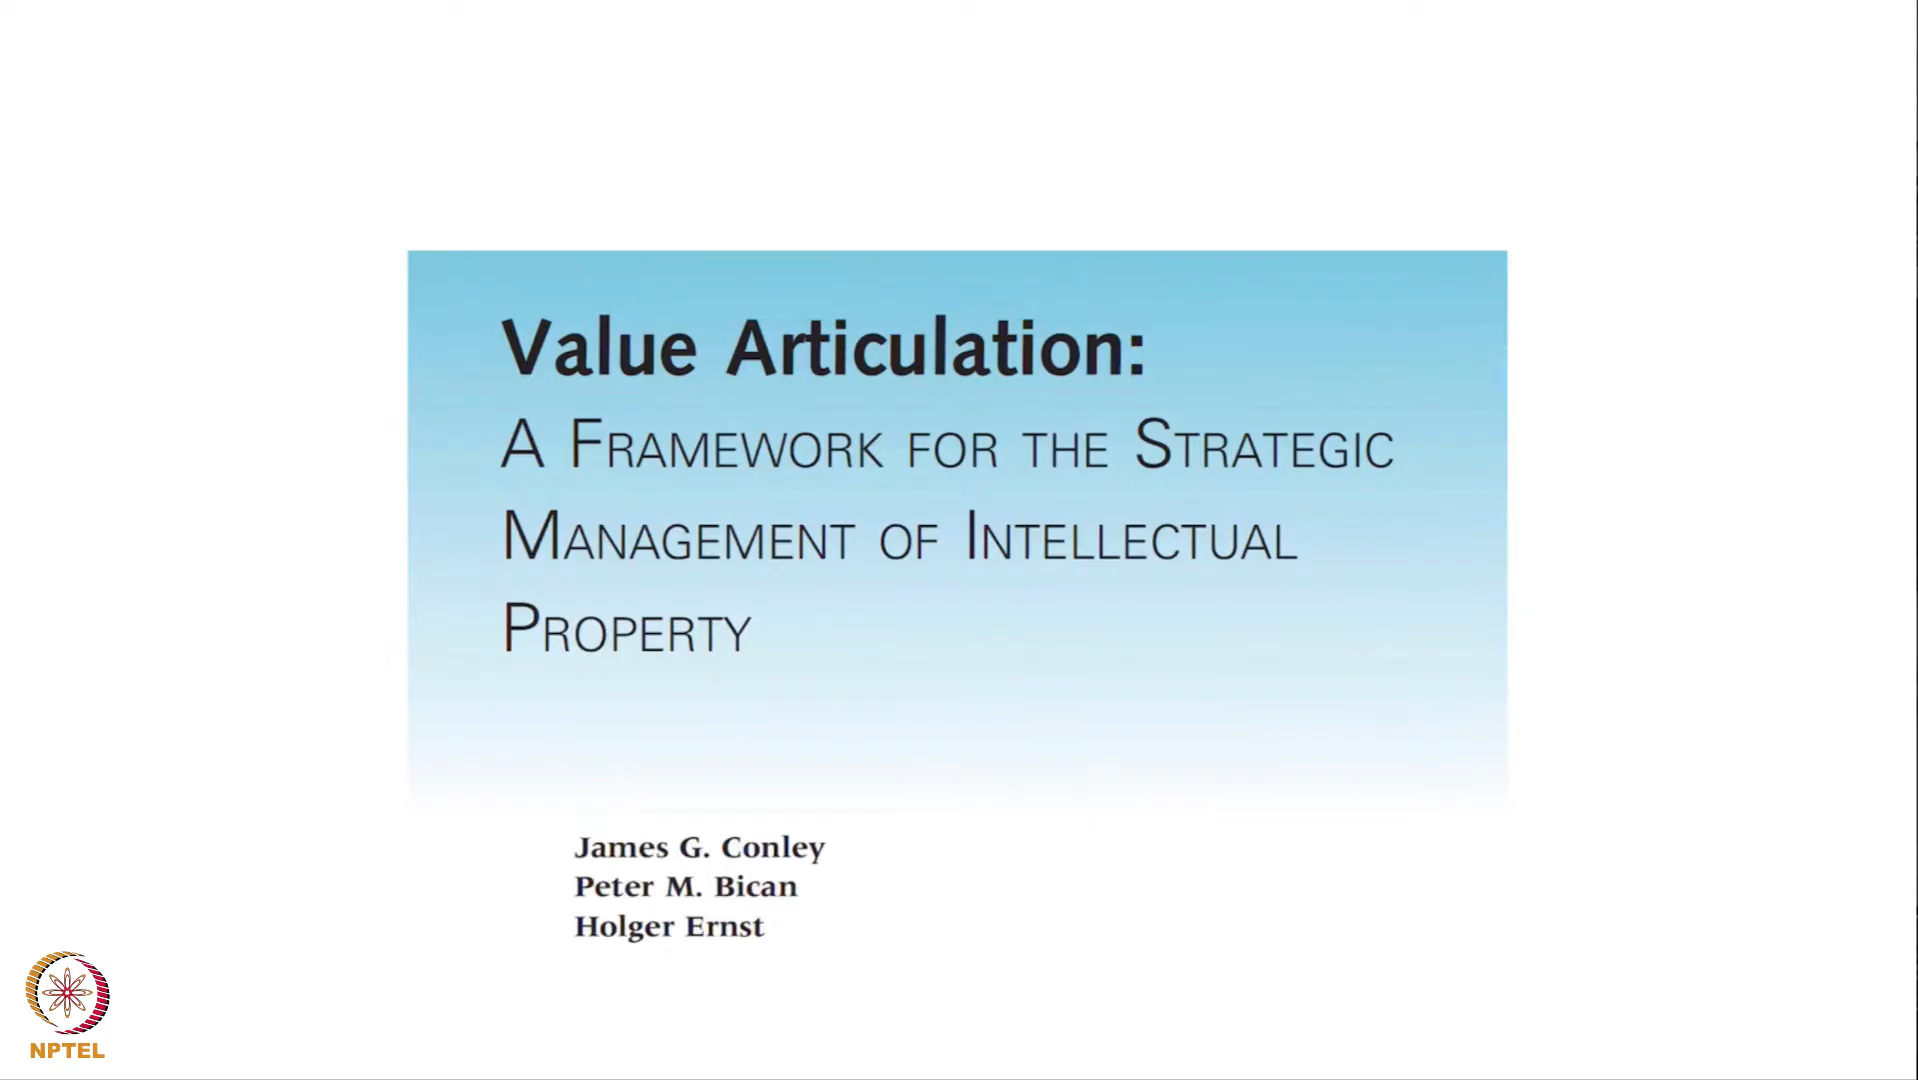 Value Articulation:
A FRAMEWORK FOR THE STRATEGIC
MANAGEMENT OF INTELLECTUAL
PROPERTY
James G. Conley
Peter M. Bican
Holger Ernst
NPTEL